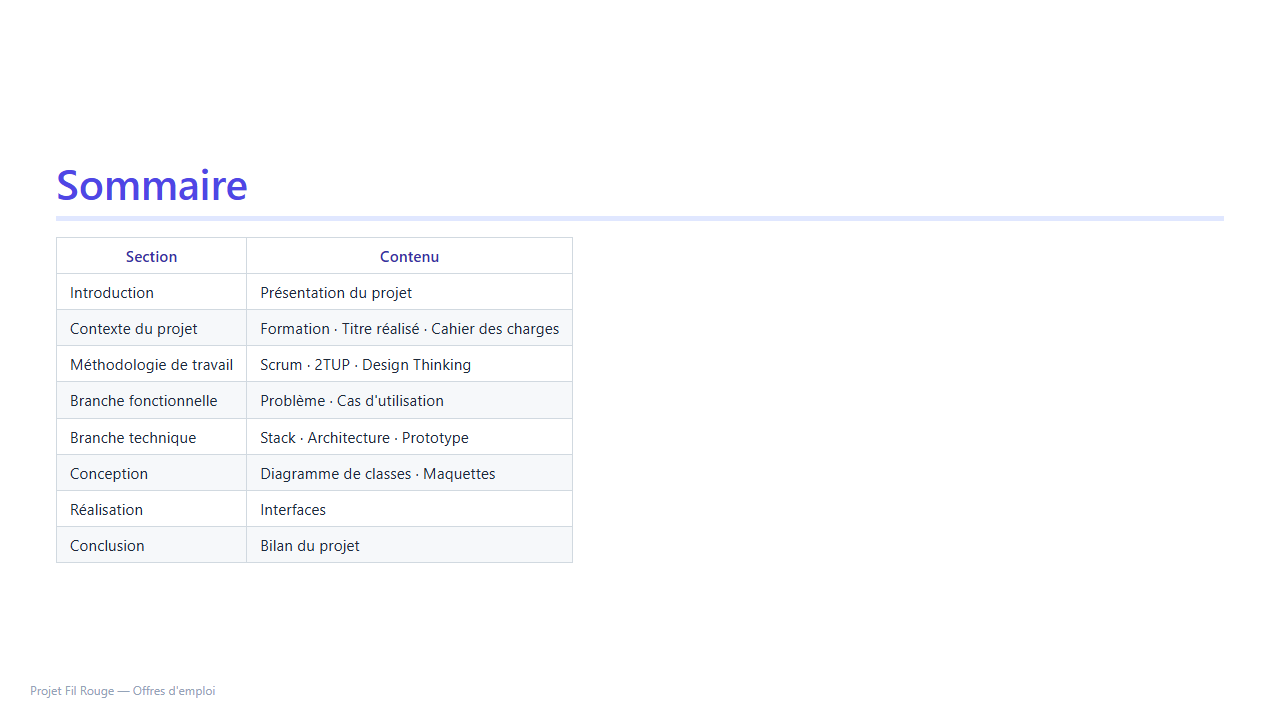 Sommaire
Section Contenu
Introduction Présentation du projet
Contexte du projet Formation · Titre réalisé · Cahier des charges
Méthodologie de travail Scrum · 2TUP · Design Thinking
Branche fonctionnelle Problème · Cas d'utilisation
Branche technique Stack · Architecture · Prototype
Conception Diagramme de classes · Maquettes
Réalisation Interfaces
Conclusion Bilan du projet
Projet Fil Rouge — Offres d'emploi